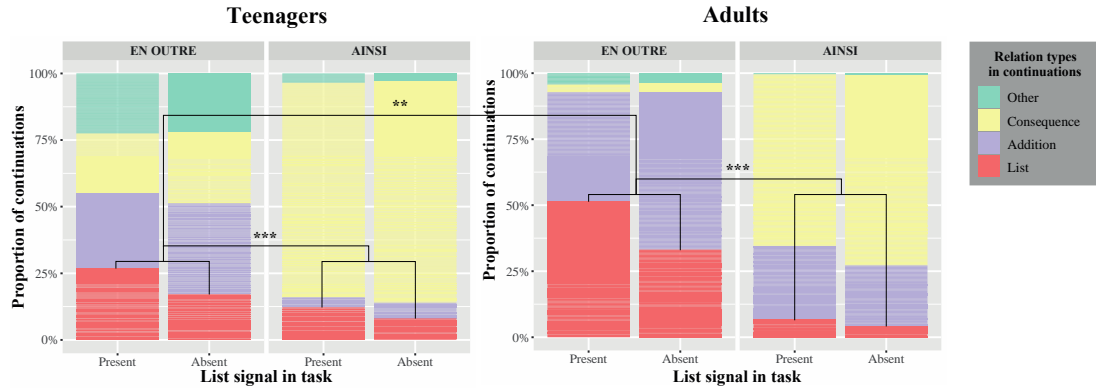 Teenagers
Adults
EN OUTRE
AINSI
EN OUTRE
AINSI
Proportion of continuations
100%
75%
50%
25%
0%
**
***
Present
Absent
Present
Absent
List signal in task
Proportion of continuations
100%
75%
50%
25%
0%
***
Present
Absent
Present
Absent
List signal in task
Relation types
in continuations
Other
Consequence
Addition
List